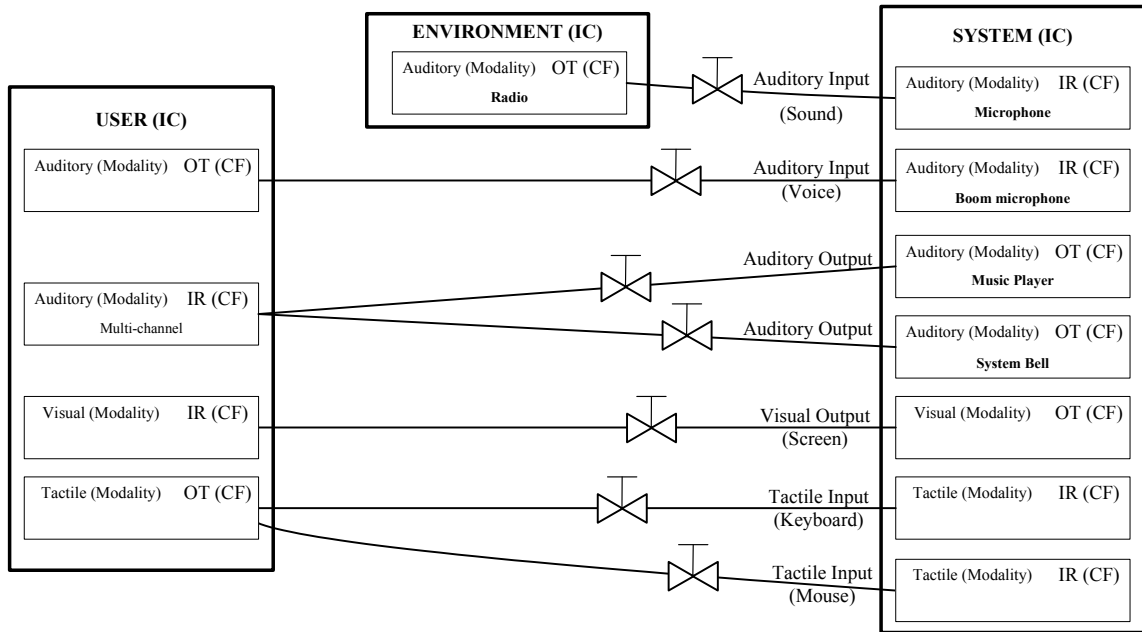 ENVIRONMENT (IC)
Auditory (Modality) OT (CF)
Radio
USER (IC)
Auditory (Modality) OT (CF)
Auditory (Modality) IR (CF)
Multi-channel
Visual (Modality) IR (CF)
Tactile (Modality) OT (CF)
Auditory Input
(Sound)
Auditory Input
(Voice)
Auditory Output
Auditory Output
Visual Output
(Screen)
Tactile Input
(Keyboard)
Tactile Input
(Mouse)
SYSTEM (IC)
Auditory (Modality) IR (CF)
Microphone
Auditory (Modality) IR (CF)
Boom microphone
Auditory (Modality) OT (CF)
Music Player
Auditory (Modality) OT (CF)
System Bell
Visual (Modality) OT (CF)
Tactile (Modality) IR (CF)
Tactile (Modality) IR (CF)